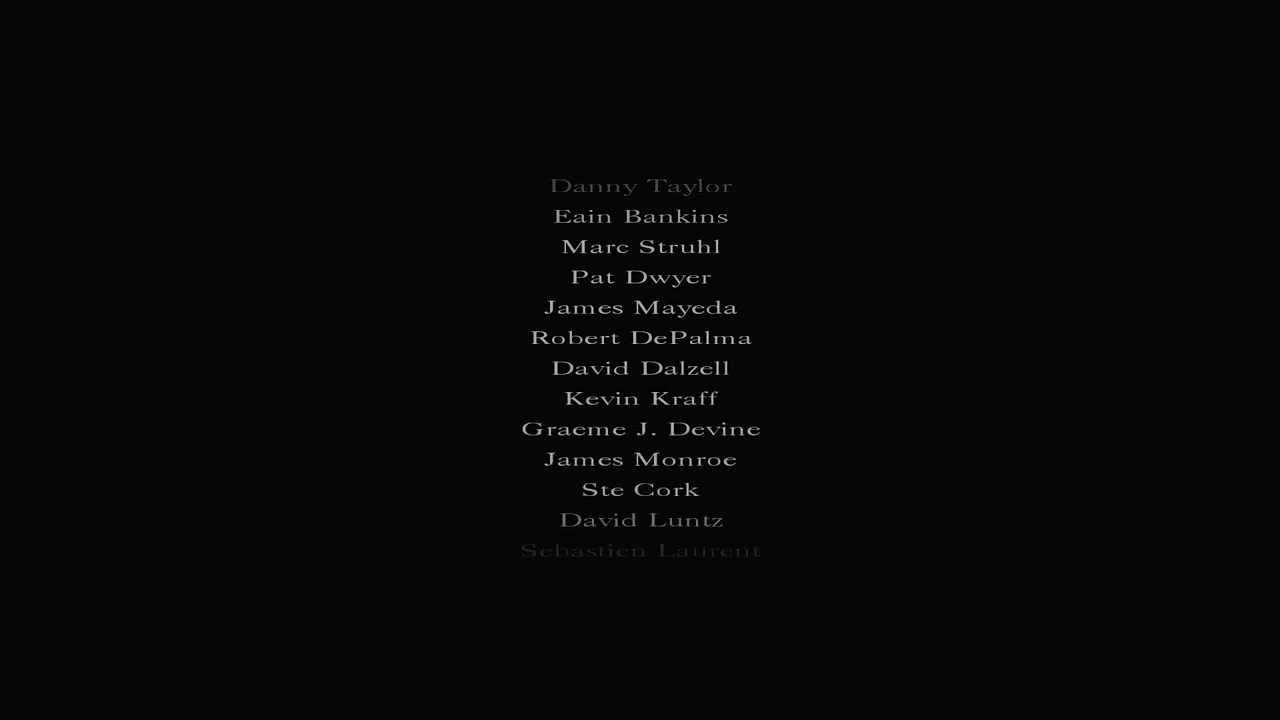 Danny Taylor
Eain Bankins
Marc Struhl
Pat Dwyer
James Mayeda
Robert DePalma
David Dalzell
Kevin Kraff
Graeme J. Devine
James Monroe
Ste Cork
David Luntz
Sebastien Laurent